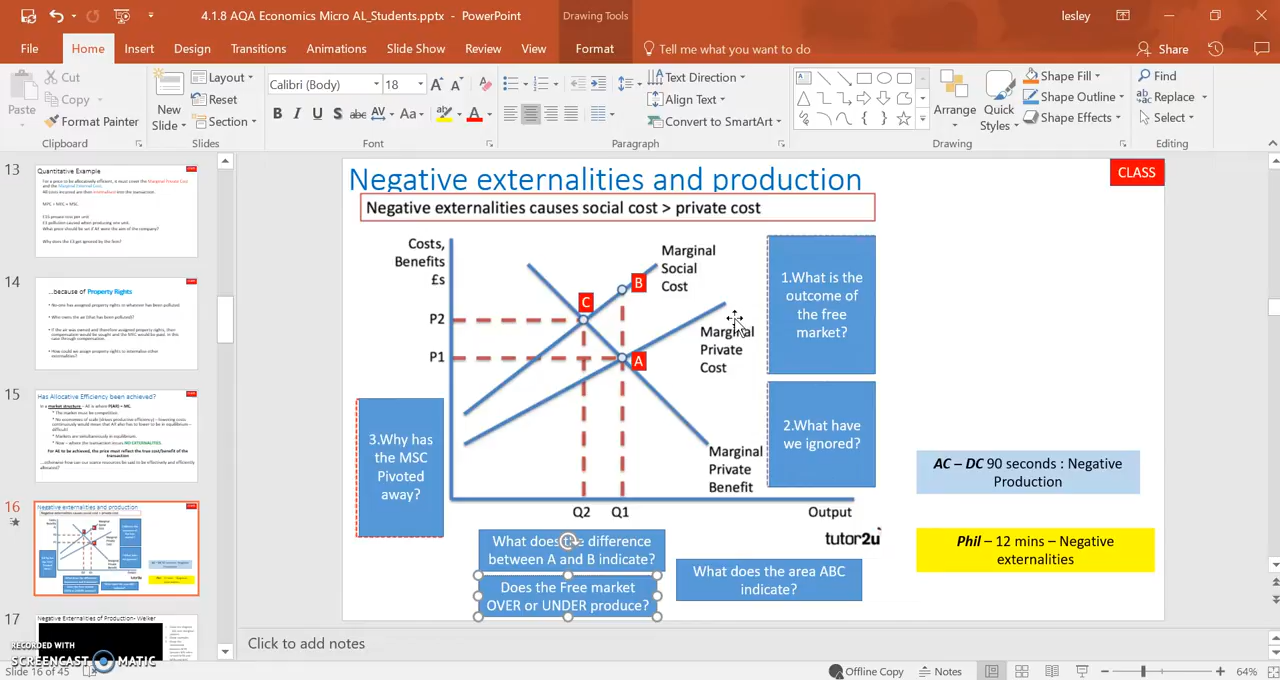 4.1.8 AQA Economics Micro AL_Students.pptx - PowerPoint
Drawing Tools
lesley
File
Home
Insert
Design
Transitions
Animations
Slide Show
Review
View
Format
Tell me what you want to do
Share
Paste
Cut
Copy
Format Painter
Clipboard
New Slide
Layout
Reset
Section
Slides
Calibri (Body)
18
Font
Text Direction
Align Text
Convert to SmartArt
Paragraph
Arrange
Quick Styles
Shape Fill
Shape Outline
Shape Effects
Drawing
Find
Replace
Select
Editing
13
Quantitative Example
14
...because of Property Rights
15
Has Allocative Efficiency been achieved?
16
Negative externalities and production
17
Negative Externalities of Production- Welker
RECORDED WITH
SCREENCAST MATIC
Negative externalities and production
CLASS
Negative externalities causes social cost > private cost
Costs,
Benefits
£s
P2
P1
Marginal
Social
Cost
B
C
A
Marginal
Private
Cost
Marginal
Private
Benefit
Q2
Q1
Output
tutor2u
1.What is the
outcome of
the free
market?
2.What have
we ignored?
3.Why has
the MSC
Pivoted
away?
What does the difference
between A and B indicate?
Does the Free market
OVER or UNDER produce?
What does the area ABC
indicate?
AC – DC 90 seconds : Negative
Production
Phil – 12 mins – Negative
externalities
Click to add notes
Slide 16 of 45
Offline Copy
Notes
64%